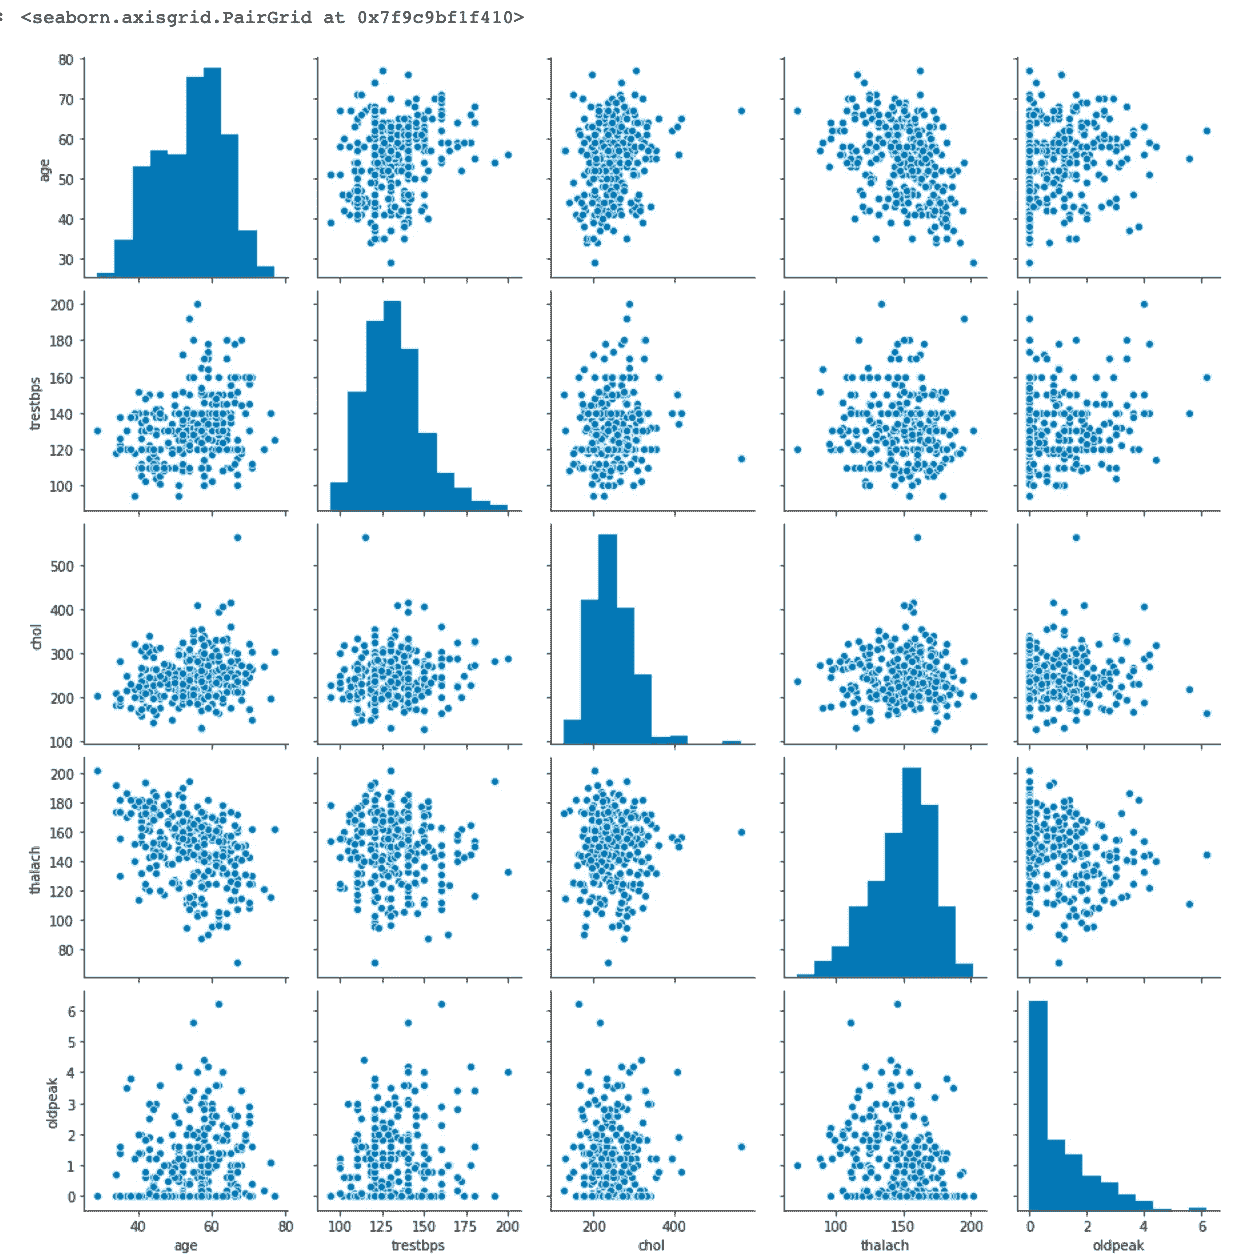 : <seaborn.axisgrid.PairGrid at 0x7f9c9bf1f410>
80
70
60
50
40
30
age
200
180
160
140
120
100
trestbps
500
400
300
200
100
chol
200
180
160
140
120
100
80
thalach
6
5
4
3
2
1
0
oldpeak
40 60 80
100 125 150 175 200
200 400
100 150 200
0 2 4 6
age trestbps chol thalach oldpeak